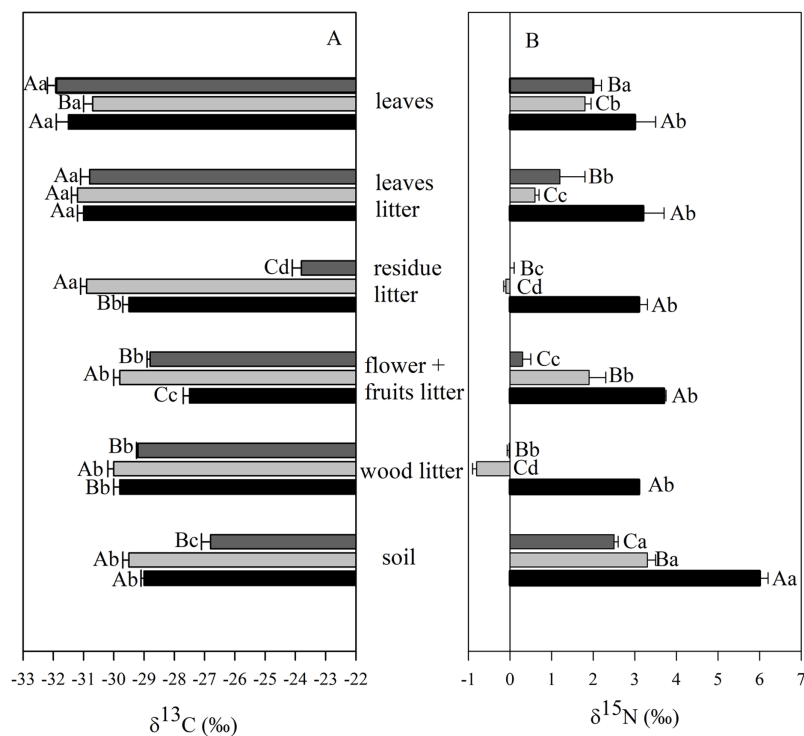 A
B
Aa
Ba
Aa
leaves
Ba
Cb
Ab
Aa
Aa
Aa
leaves
litter
Bb
Cc
Ab
Cd
Aa
Bb
residue
litter
Bc
Cd
Ab
Bb
Ab
Cc
flower +
fruits litter
Cc
Bb
Ab
Bb
Ab
Bb
wood litter
Bb
Cd
Ab
Bc
Ab
Ab
soil
Ca
Ba
Aa
-33 -32 -31 -30 -29 -28 -27 -26 -25 -24 -23 -22
-1 0 1 2 3 4 5 6 7
δ¹³C (‰)
δ¹⁵N (‰)